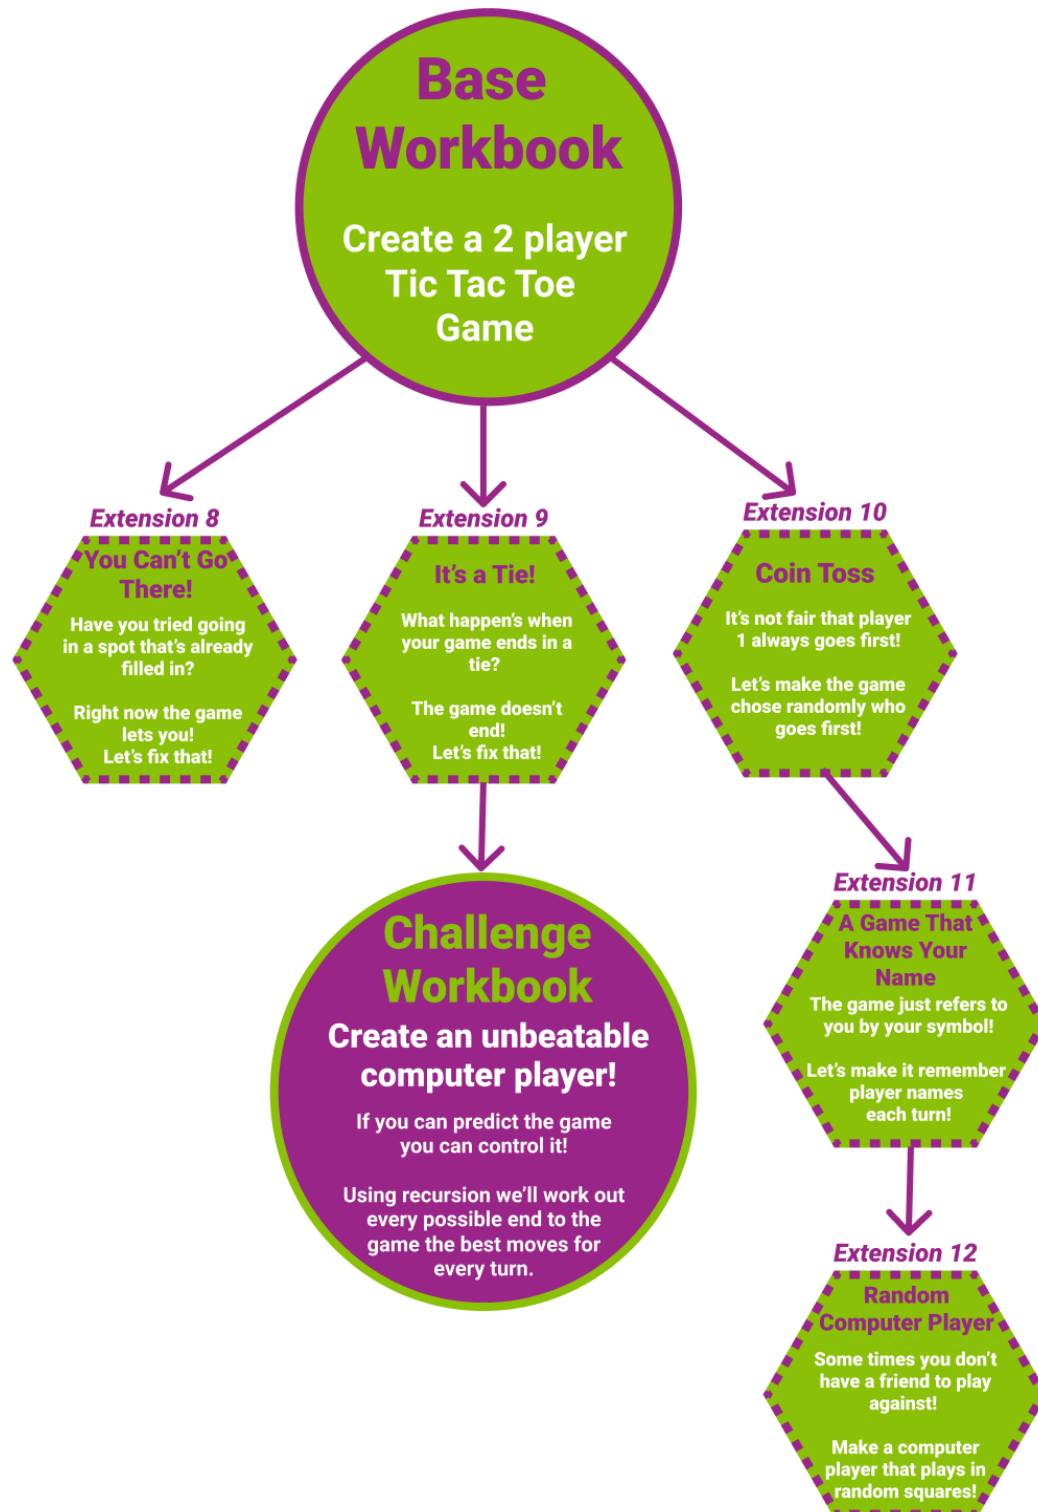 Base
Workbook
Create a 2 player
Tic Tac Toe
Game
Extension 8
You Can't Go
There!
Have you tried going
in a spot that's already
filled in?
Right now the game
lets you!
Let's fix that!
Extension 9
It's a Tie!
What happen's when
your game ends in a
tie?
The game doesn't
end!
Let's fix that!
Extension 10
Coin Toss
It's not fair that player
1 always goes first!
Let's make the game
chose randomly who
goes first!
Challenge
Workbook
Create an unbeatable
computer player!
If you can predict the game
you can control it!
Using recursion we'll work out
every possible end to the
game the best moves for
every turn.
Extension 11
A Game That
Knows Your
Name
The game just refers to
you by your symbol!
Let's make it remember
player names
each turn!
Extension 12
Random
Computer Player
Some times you don't
have a friend to play
against!
Make a computer
player that plays in
random squares!